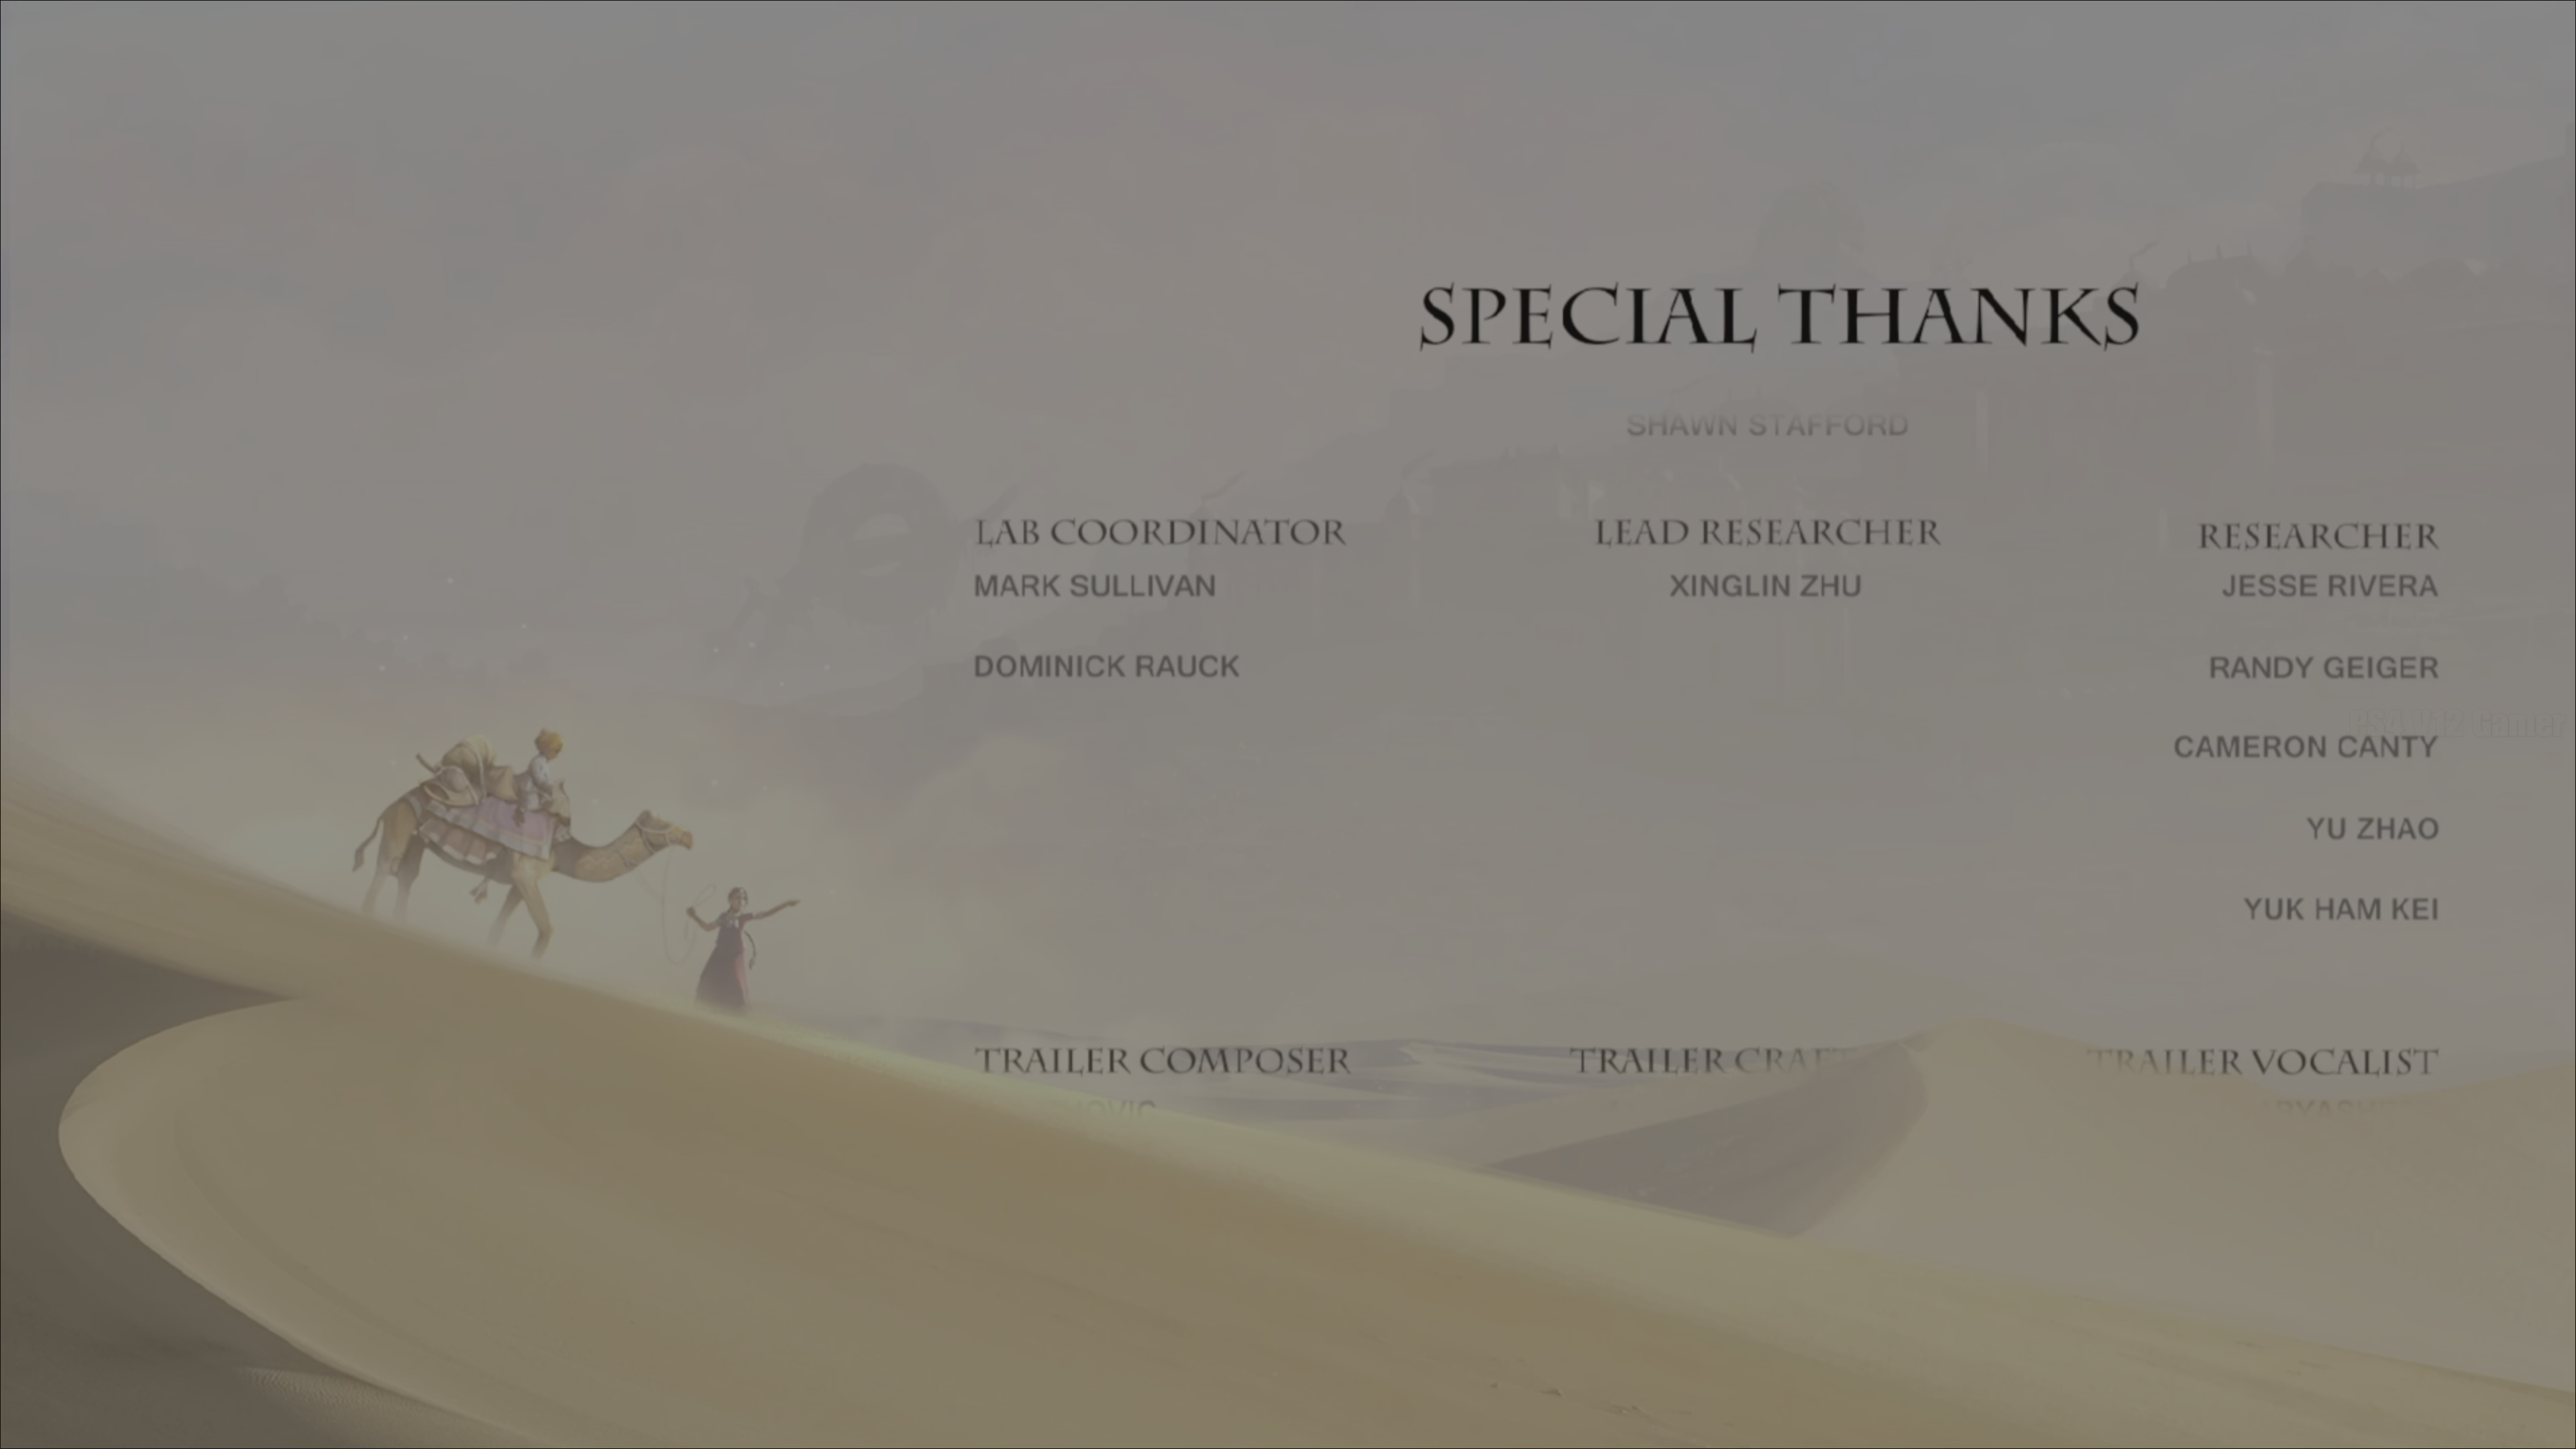 SPECIAL THANKS
SHAWN STAFFORD
LAB COORDINATOR
MARK SULLIVAN
DOMINICK RAUCK
LEAD RESEARCHER
XINGLIN ZHU
RESEARCHER
JESSE RIVERA
RANDY GEIGER
CAMERON CANTY
YU ZHAO
YUK HAM KEI
TRAILER COMPOSER
TRAILER
TRAILER VOCALIST